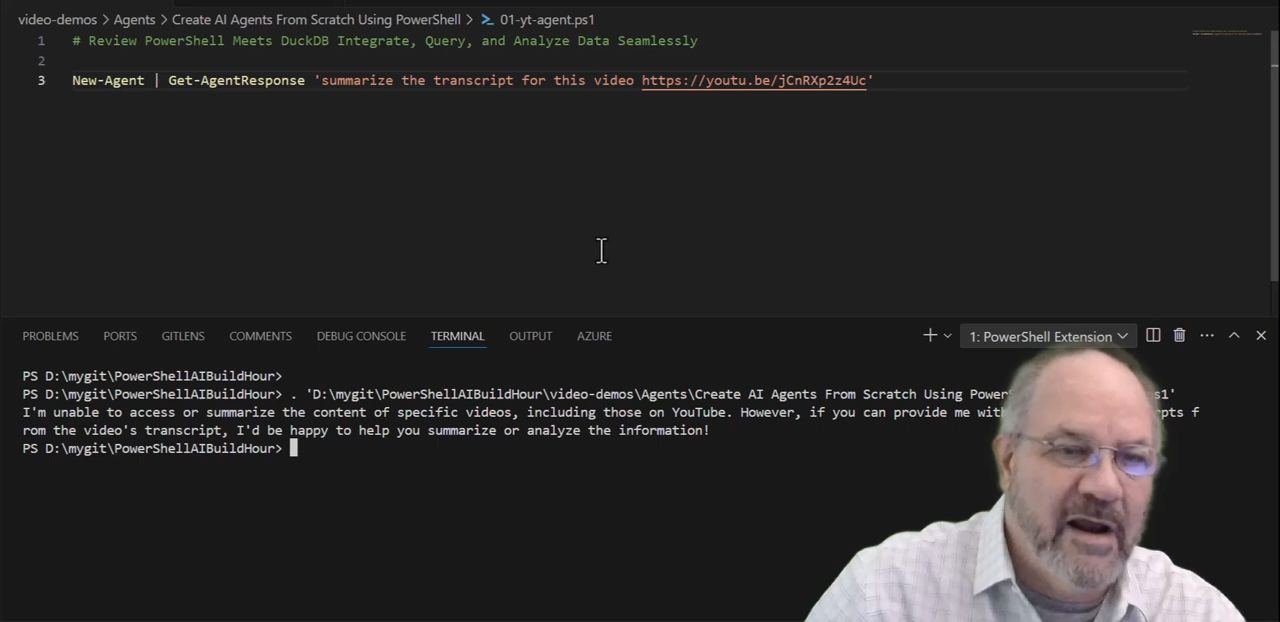 video-demos > Agents > Create AI Agents From Scratch Using PowerShell > 01-yt-agent.ps1
1 # Review PowerShell Meets DuckDB Integrate, Query, and Analyze Data Seamlessly
2
3 New-Agent | Get-AgentResponse 'summarize the transcript for this video https://youtu.be/jCnRXp2z4Uc'
PROBLEMS PORTS GITLENS COMMENTS DEBUG CONSOLE TERMINAL OUTPUT AZURE 1: PowerShell Extension
PS D:\mygit\PowerShellAIBuildHour>
PS D:\mygit\PowerShellAIBuildHour> . 'D:\mygit\PowerShellAIBuildHour\video-demos\Agents\Create AI Agents From Scratch Using
I'm unable to access or summarize the content of specific videos, including those on YouTube. However, if you can provide me f
rom the video's transcript, I'd be happy to help you summarize or analyze the information!
PS D:\mygit\PowerShellAIBuildHour>